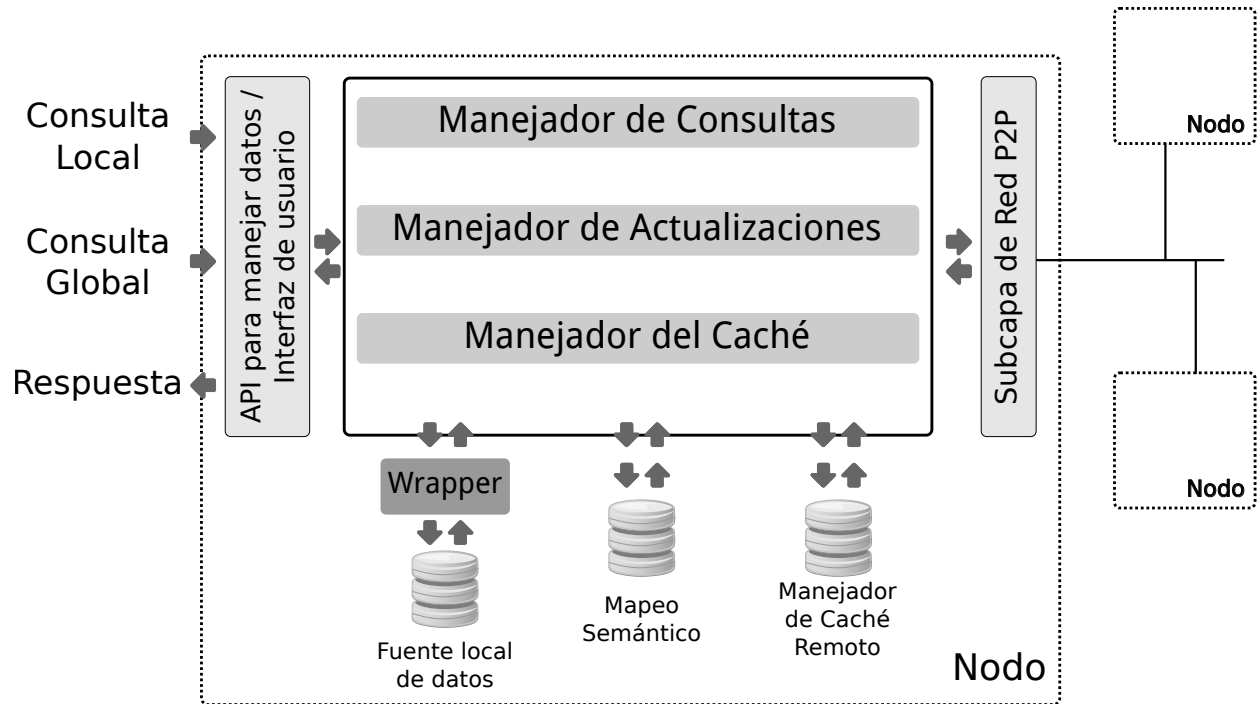 Consulta
Local
Consulta
Global
Respuesta
API para manejar datos /
Interfaz de usuario
Manejador de Consultas
Manejador de Actualizaciones
Manejador del Caché
Subcapa de Red P2P
Nodo
Nodo
Wrapper
Fuente local
de datos
Mapeo
Semántico
Manejador
de Caché
Remoto
Nodo